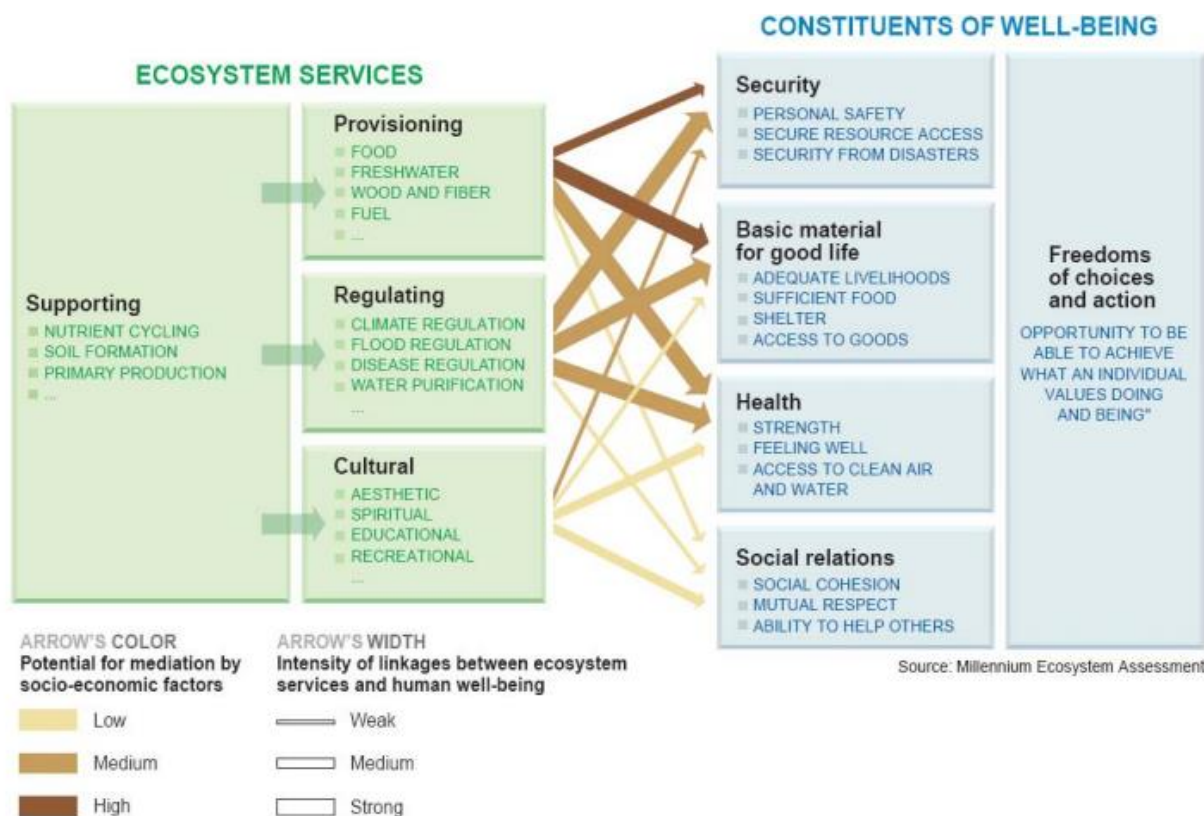 CONSTITUENTS OF WELL-BEING
ECOSYSTEM SERVICES
Supporting
NUTRIENT CYCLING
SOIL FORMATION
PRIMARY PRODUCTION
...
Provisioning
FOOD
FRESHWATER
WOOD AND FIBER
FUEL
...
Regulating
CLIMATE REGULATION
FLOOD REGULATION
DISEASE REGULATION
WATER PURIFICATION
...
Cultural
AESTHETIC
SPIRITUAL
EDUCATIONAL
RECREATIONAL
...
Security
PERSONAL SAFETY
SECURE RESOURCE ACCESS
SECURITY FROM DISASTERS
Basic material
for good life
ADEQUATE LIVELIHOODS
SUFFICIENT FOOD
SHELTER
ACCESS TO GOODS
Health
STRENGTH
FEELING WELL
ACCESS TO CLEAN AIR
AND WATER
Social relations
SOCIAL COHESION
MUTUAL RESPECT
ABILITY TO HELP OTHERS
Freedoms
of choices
and action
OPPORTUNITY TO BE
ABLE TO ACHIEVE
WHAT AN INDIVIDUAL
VALUES DOING
AND BEING"
Source: Millennium Ecosystem Assessment
ARROW'S COLOR
Potential for mediation by
socio-economic factors
Low
Medium
High
ARROW'S WIDTH
Intensity of linkages between ecosystem
services and human well-being
Weak
Medium
Strong